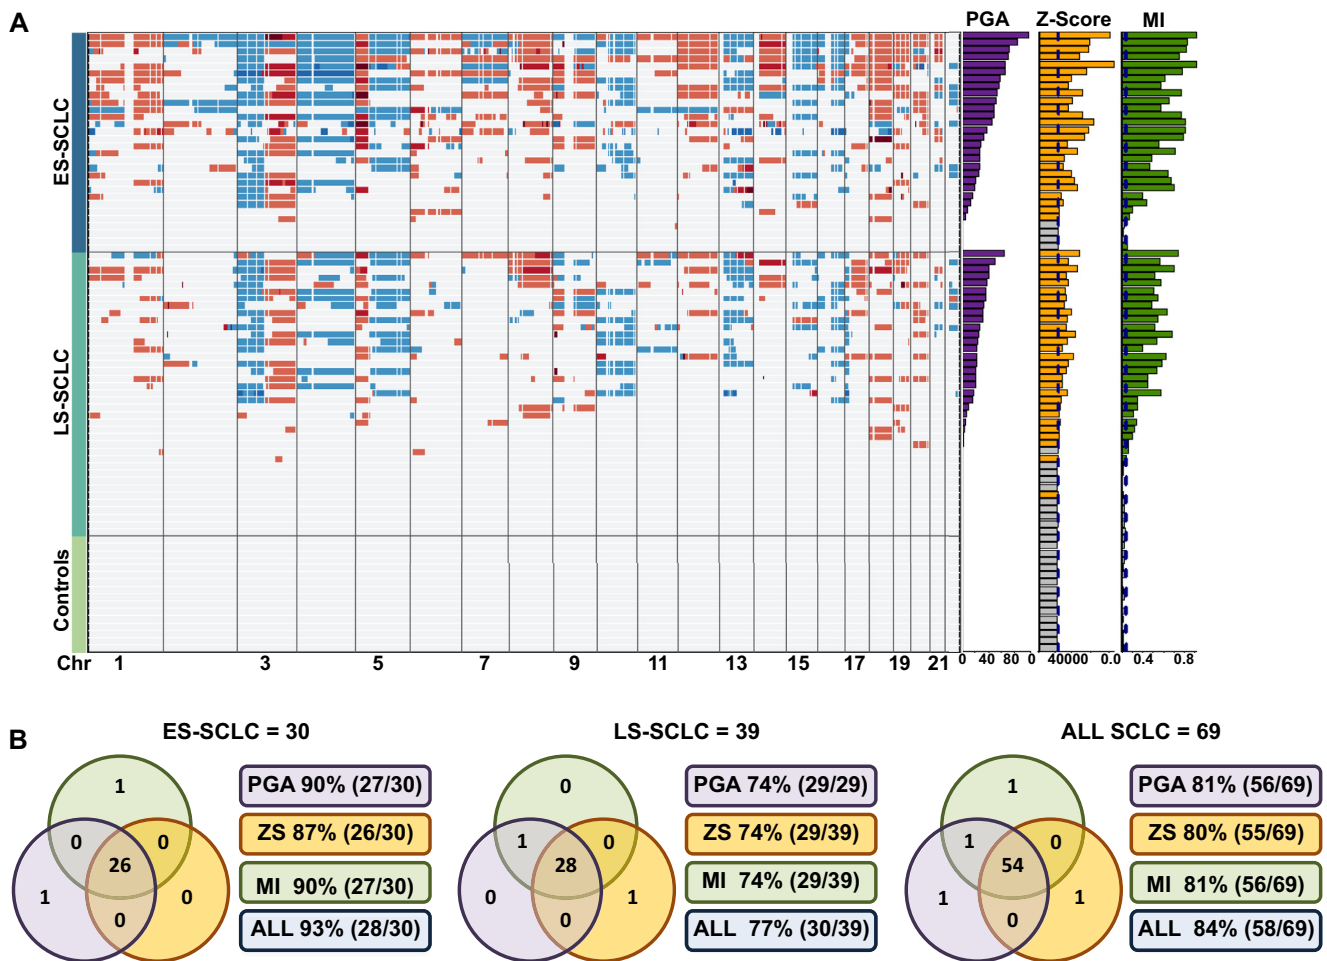 A
PGA Z-Score MI
ES-SCLC
LS-SCLC
Controls
Chr 1 3 5 7 9 11 13 15 17 19 21
0 40 80 0 40000 0.0 0.4 0.8
B
ES-SCLC = 30
1
0 0
26
1 0
0
PGA 90% (27/30)
ZS 87% (26/30)
MI 90% (27/30)
ALL 93% (28/30)
LS-SCLC = 39
0
1 0
28
0 1
0
PGA 74% (29/29)
ZS 74% (29/39)
MI 74% (29/39)
ALL 77% (30/39)
ALL SCLC = 69
1
1 0
54
1 1
0
PGA 81% (56/69)
ZS 80% (55/69)
MI 81% (56/69)
ALL 84% (58/69)